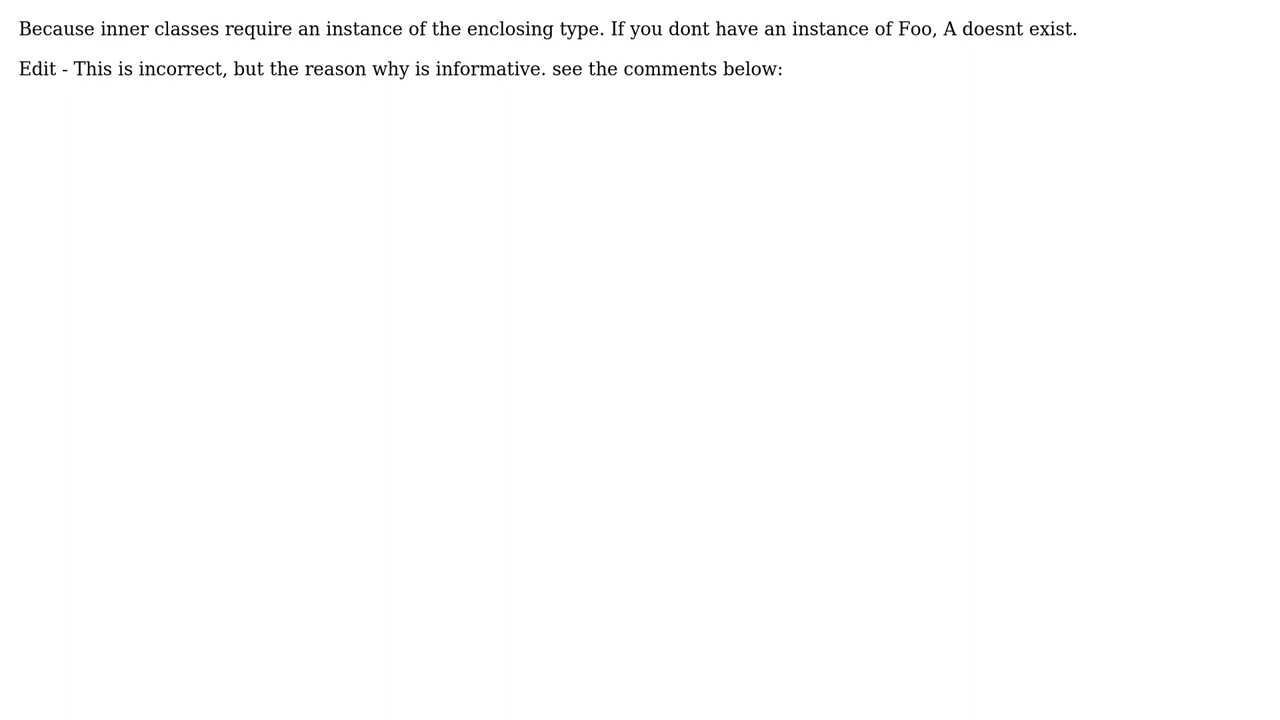 Because inner classes require an instance of the enclosing type. If you dont have an instance of Foo, A doesnt exist.
Edit - This is incorrect, but the reason why is informative. see the comments below: